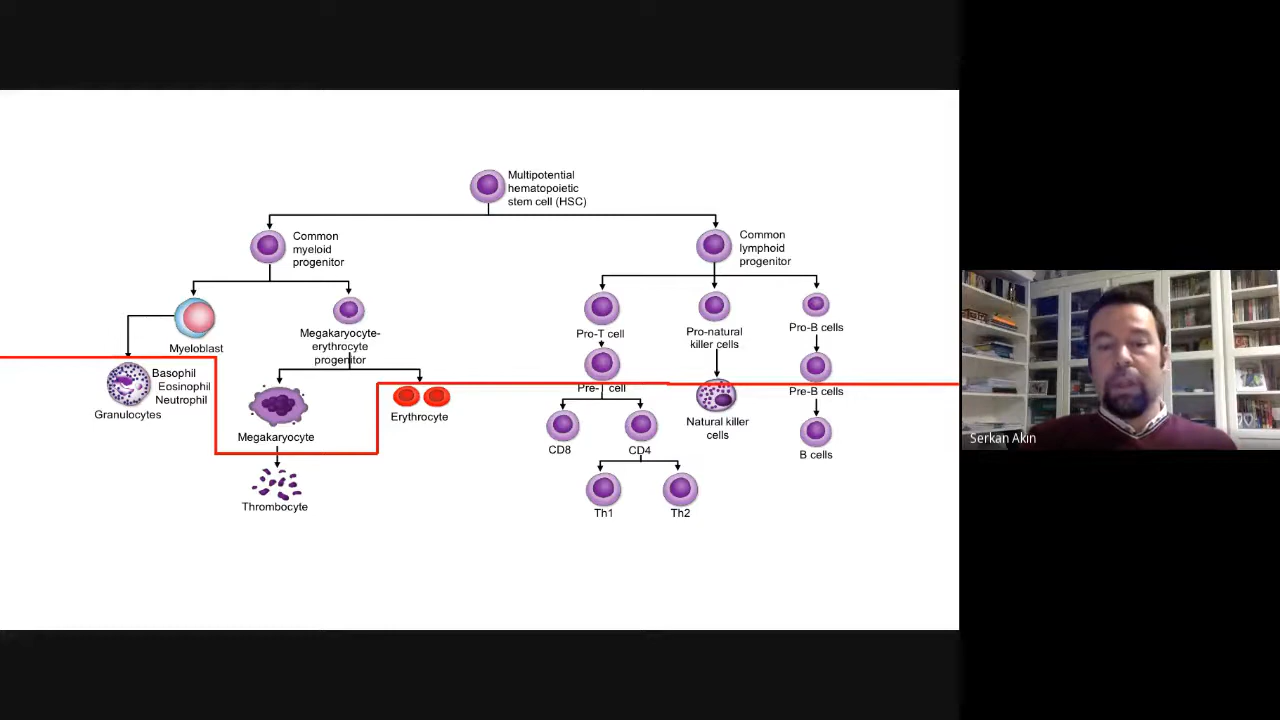 Multipotential
hematopoietic
stem cell (HSC)
Common
myeloid
progenitor
Common
lymphoid
progenitor
Myeloblast
Megakaryocyte-
erythrocyte
progenitor
Pro-T cell
Pro-natural
killer cells
Pro-B cells
Basophil
Eosinophil
Neutrophil
Granulocytes
Megakaryocyte
Erythrocyte
Pre- cell
Natural killer
cells
Pre-B cells
CD8
CD4
B cells
Thrombocyte
Th1
Th2
Serkan Akın